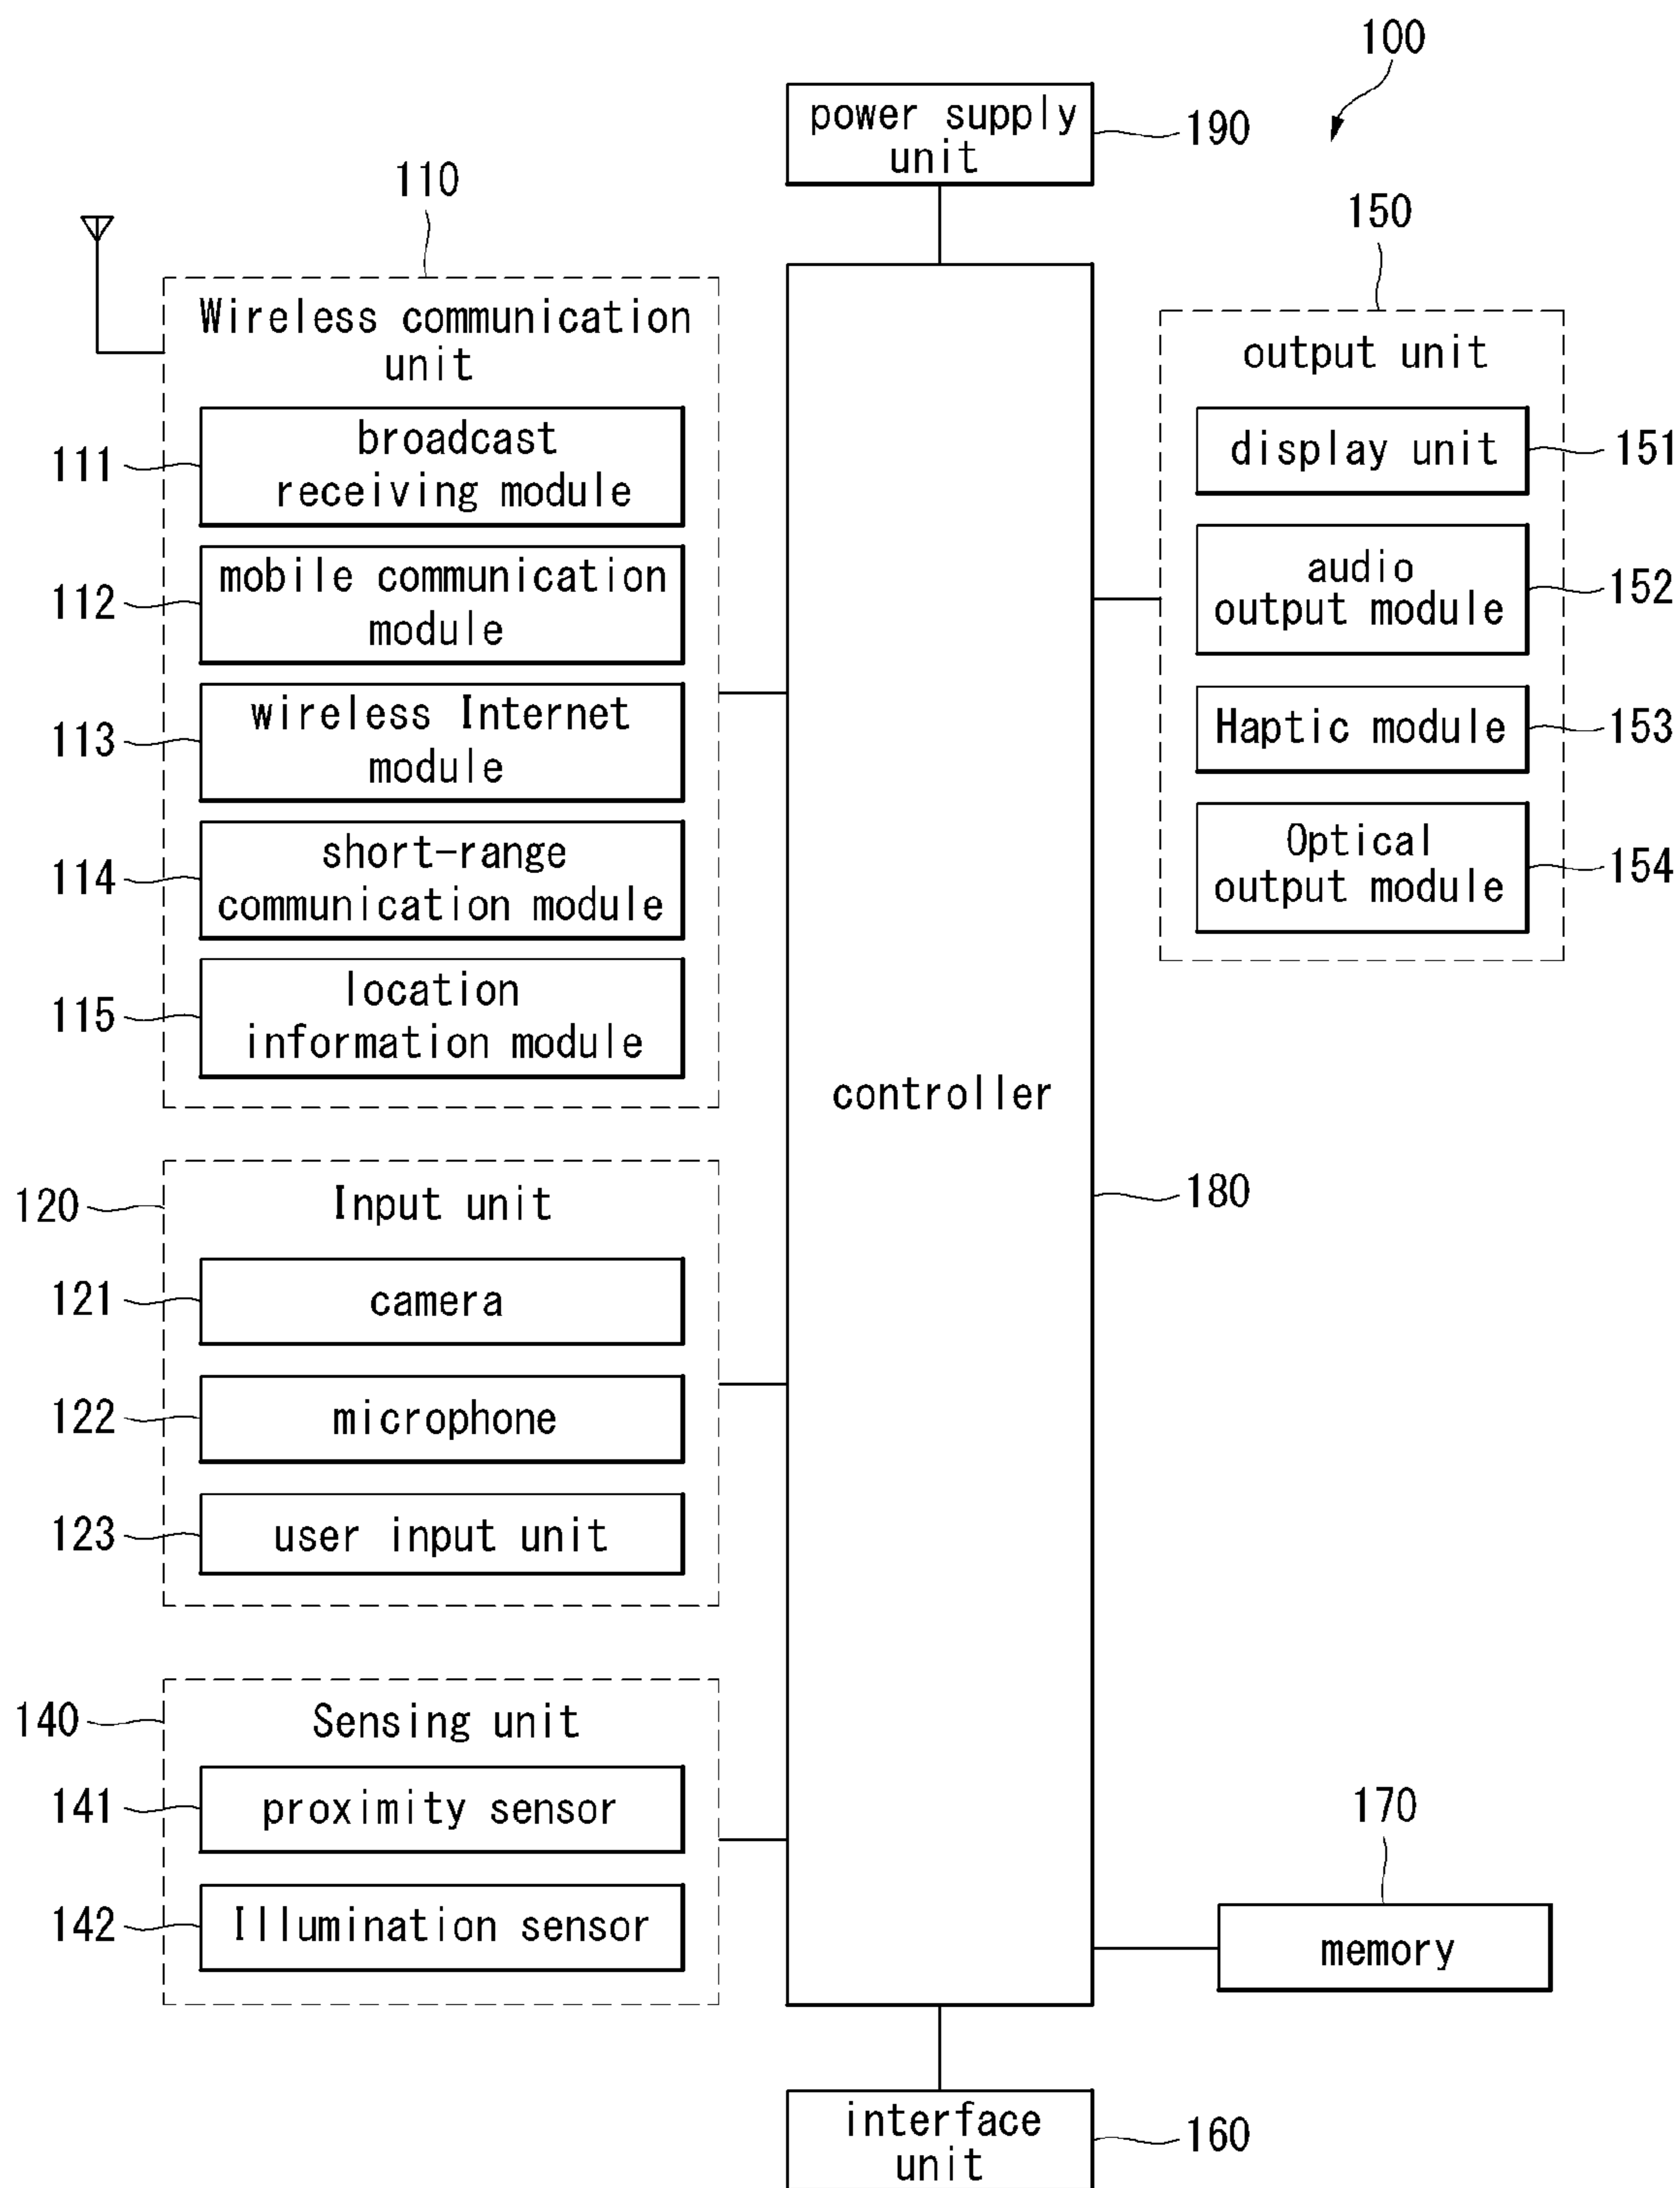 100
power supply
unit
190
110
Wireless communication
unit
111
broadcast
receiving module
112
mobile communication
module
113
wireless Internet
module
114
short-range
communication module
115
location
information module
120
Input unit
121
camera
122
microphone
123
user input unit
140
Sensing unit
141
proximity sensor
142
Illumination sensor
controller
180
150
output unit
display unit
151
audio
output module
152
Haptic module
153
Optical
output module
154
170
memory
interface
unit
160